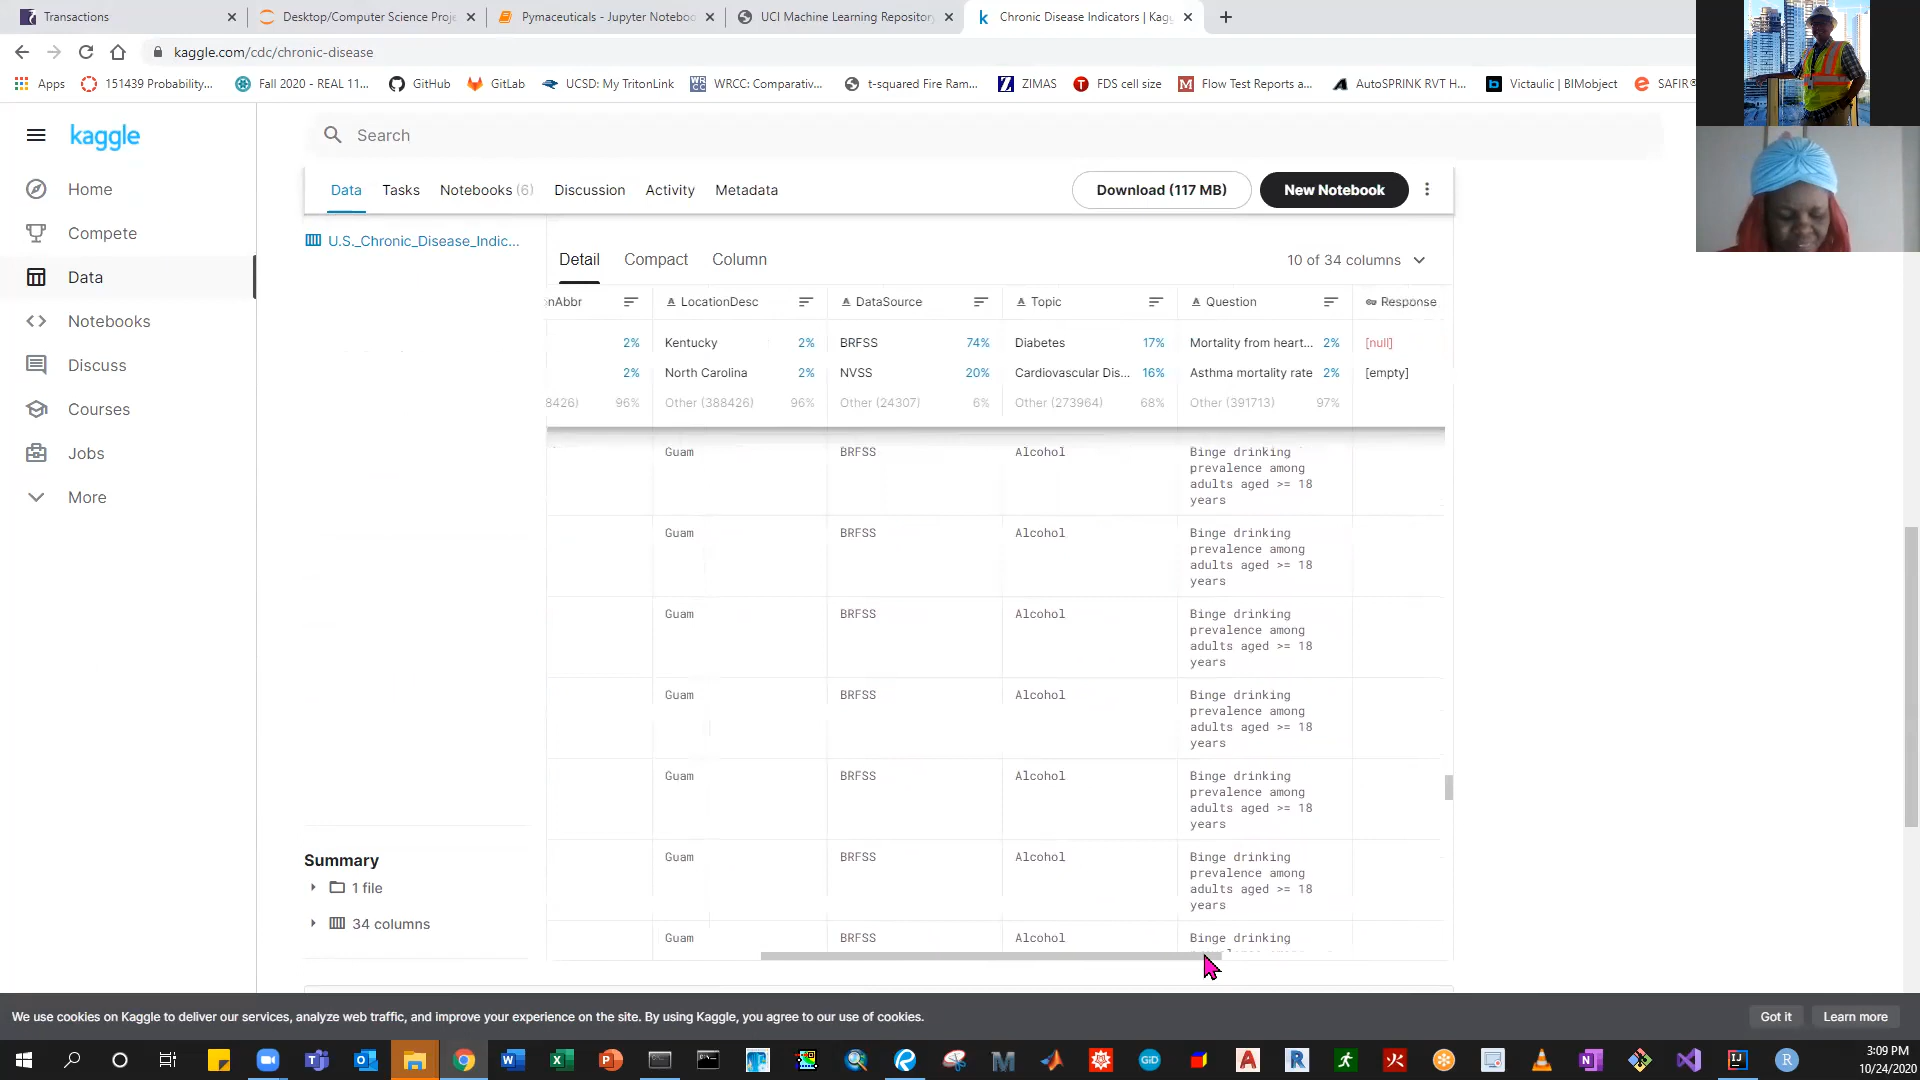 Transactions
Desktop/Computer Science Proje
Pymaceuticals - Jupyter Noteboo
UCI Machine Learning Repository
Chronic Disease Indicators | Kagg
kaggle.com/cdc/chronic-disease
Apps
151439 Probability...
Fall 2020 - REAL 11...
GitHub
GitLab
UCSD: My TritonLink
WRCC: Comparativ...
t-squared Fire Ram...
ZIMAS
FDS cell size
Flow Test Reports a...
AutoSPRINK RVT H...
Victaulic | BIMobject
SAFIR®
kaggle
Search
Home
Compete
Data
Notebooks
Discuss
Courses
Jobs
More
Data Tasks Notebooks (6) Discussion Activity Metadata
Download (117 MB)
New Notebook
U.S._Chronic_Disease_Indic...
Detail Compact Column
10 of 34 columns
onAbbr LocationDesc DataSource Topic Question Response
2% Kentucky 2% BRFSS 74% Diabetes 17% Mortality from heart... 2% [null]
2% North Carolina 2% NVSS 20% Cardiovascular Dis... 16% Asthma mortality rate 2% [empty]
8426) 96% Other (388426) 96% Other (24307) 6% Other (273964) 68% Other (391713) 97%
Guam BRFSS Alcohol Binge drinking
prevalence among
adults aged >= 18
years
Guam BRFSS Alcohol Binge drinking
prevalence among
adults aged >= 18
years
Guam BRFSS Alcohol Binge drinking
prevalence among
adults aged >= 18
years
Guam BRFSS Alcohol Binge drinking
prevalence among
adults aged >= 18
years
Guam BRFSS Alcohol Binge drinking
prevalence among
adults aged >= 18
years
Guam BRFSS Alcohol Binge drinking
prevalence among
adults aged >= 18
years
Guam BRFSS Alcohol Binge drinking
Summary
1 file
34 columns
We use cookies on Kaggle to deliver our services, analyze web traffic, and improve your experience on the site. By using Kaggle, you agree to our use of cookies.
Got it
Learn more
3:09 PM
10/24/2020